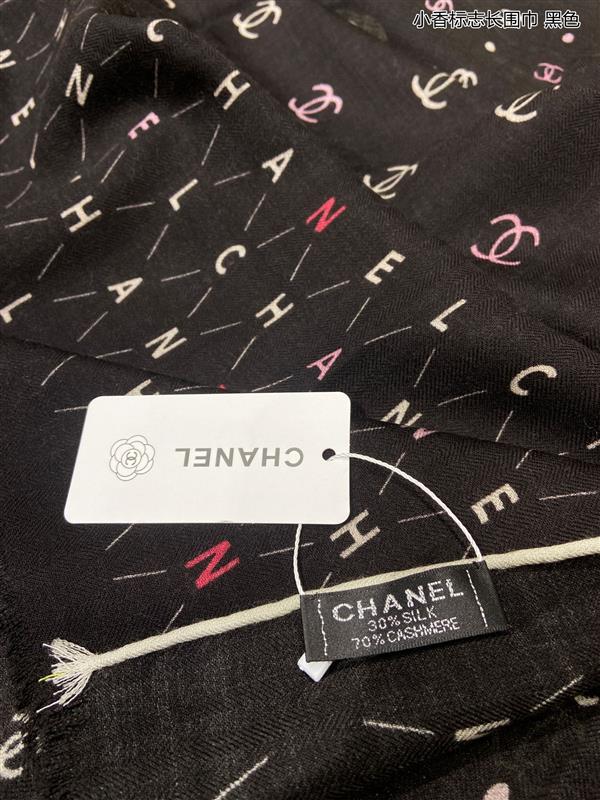 小香标志长围巾 黑色
C H A N E L C
N E L C H A N E
H A N H
N
CHANEL
CHANEL
30% SILK
70% CASHMERE